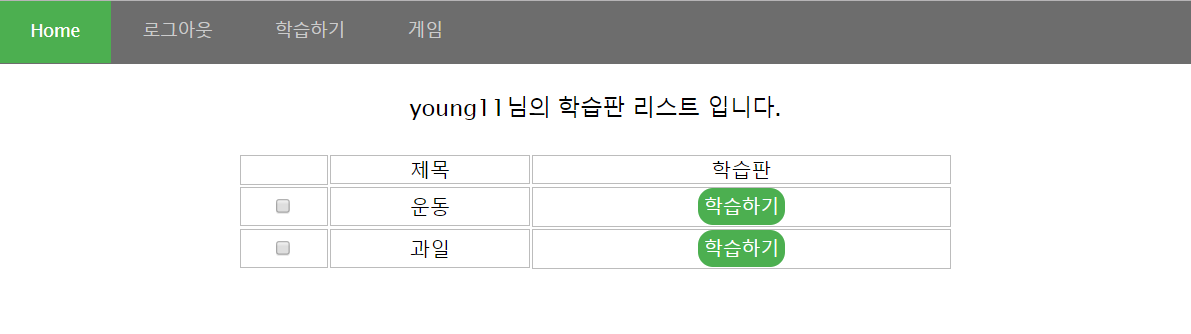 Home 로그아웃 학습하기 게임
young11님의 학습판 리스트 입니다.
제목 학습판
운동 학습하기
과일 학습하기